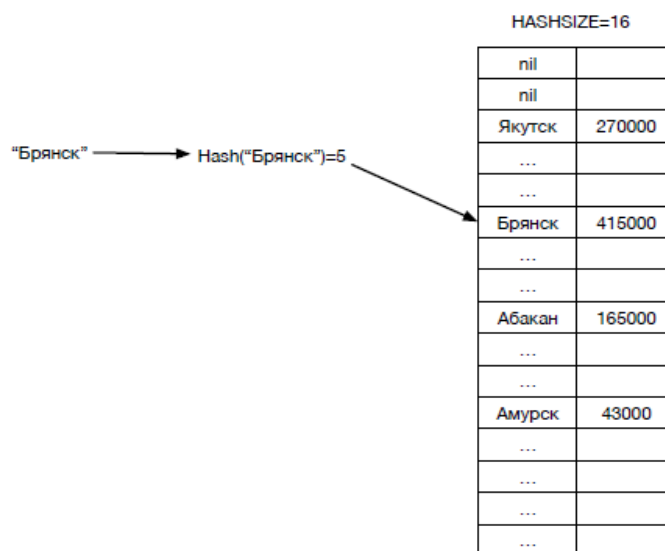 HASHSIZE=16
nil
nil
Якутск 270000
...
...
"Брянск" Hash("Брянск")=5
Брянск 415000
...
...
Абакан 165000
...
...
Амурск 43000
...
...
...
...